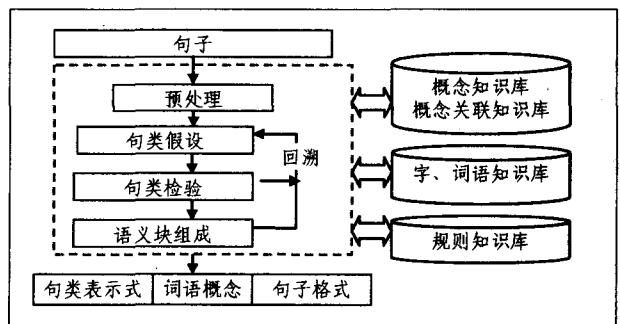 句子
预处理
句类假设
回溯
句类检验
语义块组成
句类表示式 词语概念 句子格式
概念知识库
概念关联知识库
字、词语知识库
规则知识库